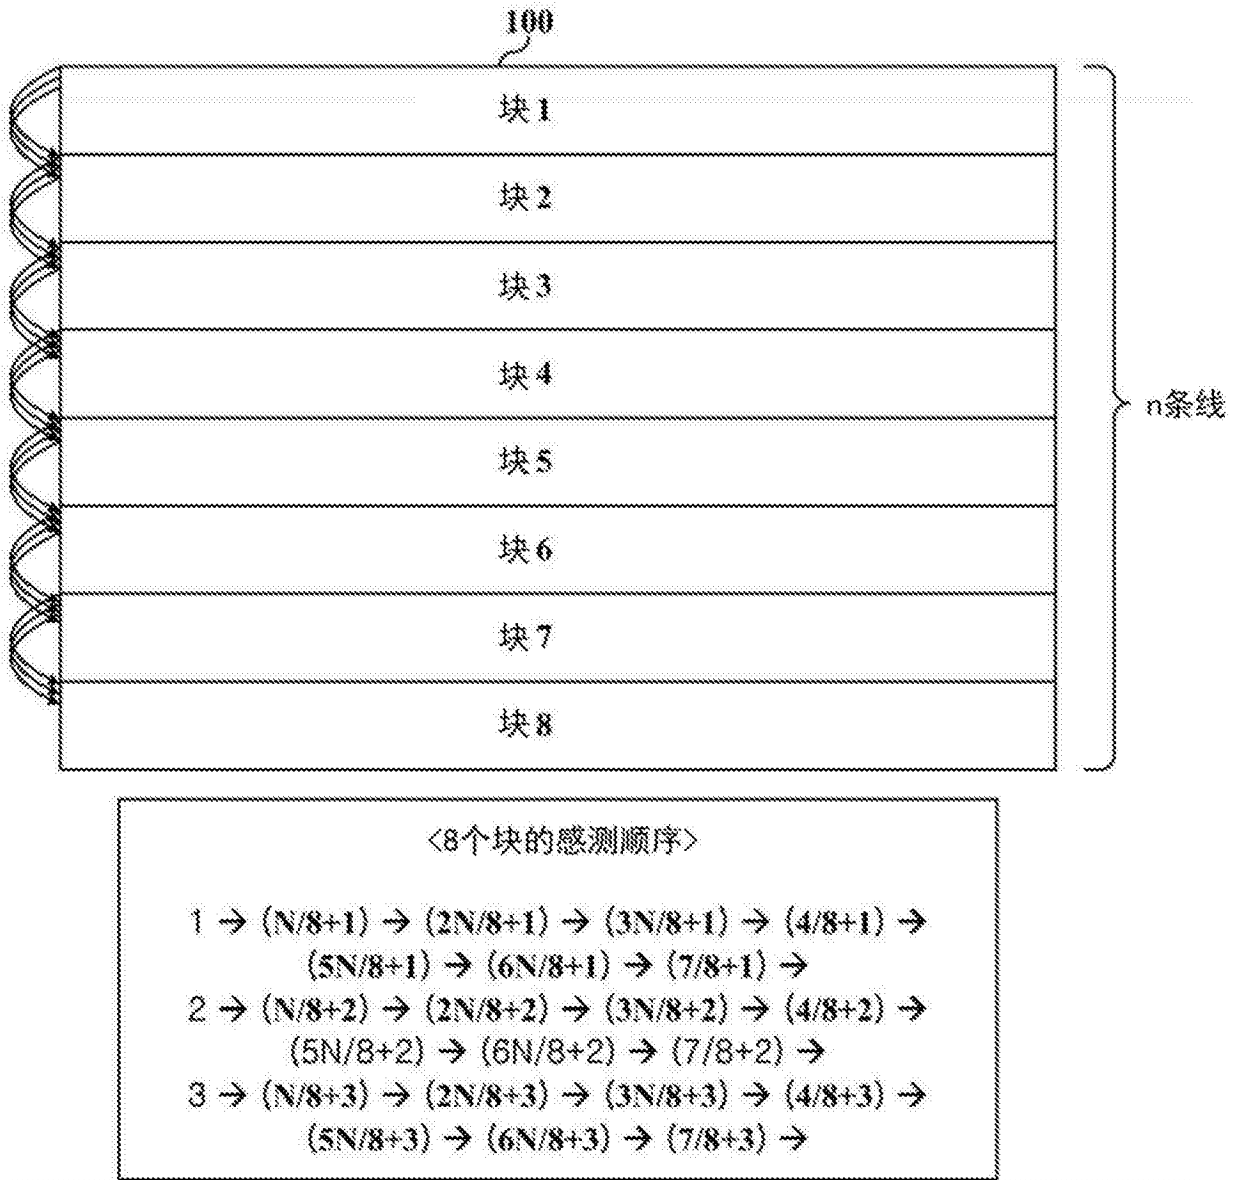 100
块1
块2
块3
块4
块5
块6
块7
块8
n条线
<8个块的感测顺序>
1 → (N/8+1) → (2N/8+1) → (3N/8+1) → (4/8+1) →
(5N/8+1) → (6N/8+1) → (7/8+1) →
2 → (N/8+2) → (2N/8+2) → (3N/8+2) → (4/8+2) →
(5N/8+2) → (6N/8+2) → (7/8+2) →
3 → (N/8+3) → (2N/8+3) → (3N/8+3) → (4/8+3) →
(5N/8+3) → (6N/8+3) → (7/8+3) →